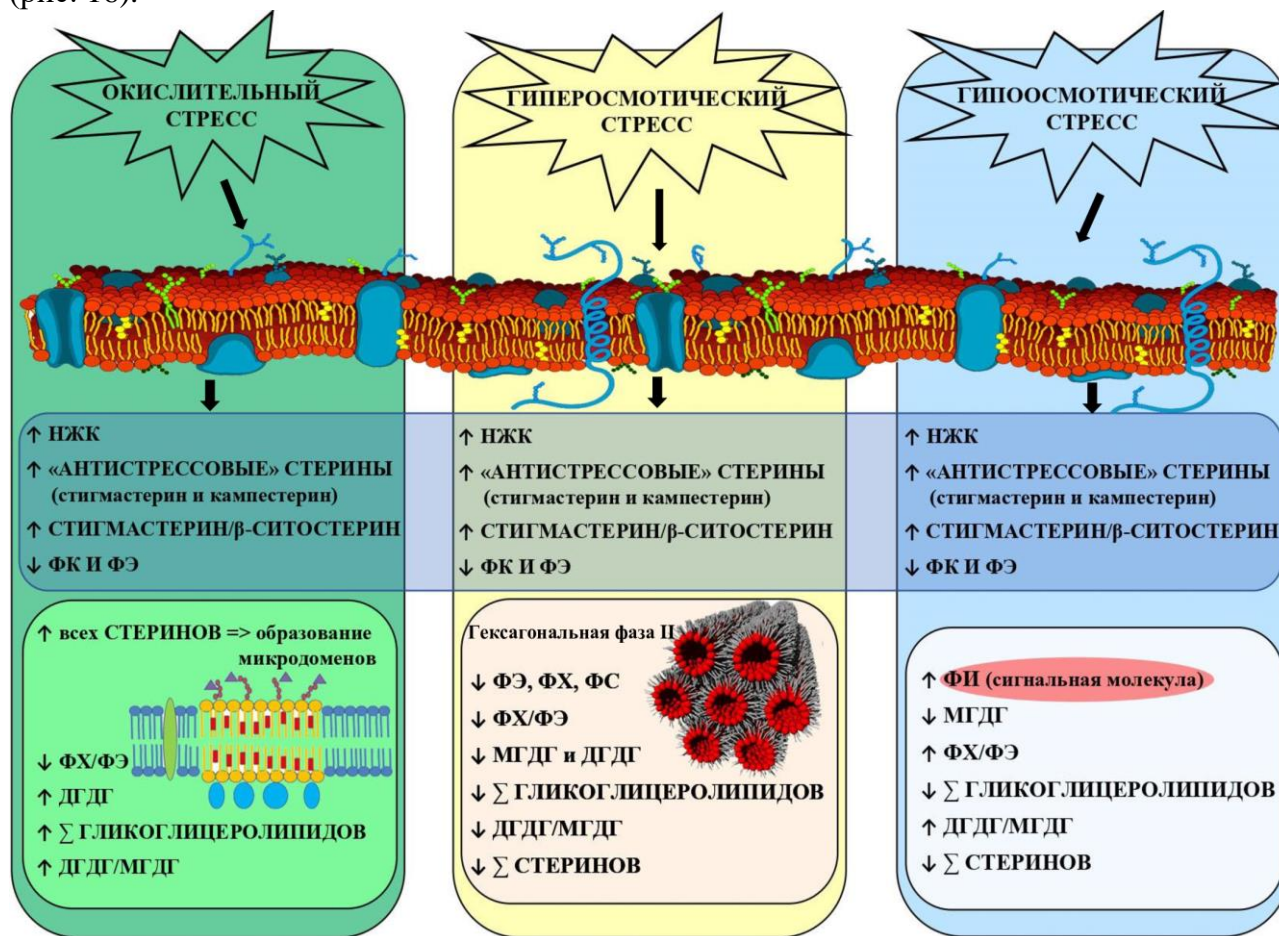 (рис. 16).
ОКИСЛИТЕЛЬНЫЙ
СТРЕСС
ГИПЕРОСМОТИЧЕСКИЙ
СТРЕСС
ГИПООСМОТИЧЕСКИЙ
СТРЕСС
↑ НЖК
↑ «АНТИСТРЕССОВЫЕ» СТЕРИНЫ
(стигмастерин и кампестерин)
↑ СТИГМАСТЕРИН/β-СИТОСТЕРИН
↓ ФК И ФЭ
↑ НЖК
↑ «АНТИСТРЕССОВЫЕ» СТЕРИНЫ
(стигмастерин и кампестерин)
↑ СТИГМАСТЕРИН/β-СИТОСТЕРИН
↓ ФК И ФЭ
↑ НЖК
↑ «АНТИСТРЕССОВЫЕ» СТЕРИНЫ
(стигмастерин и кампестерин)
↑ СТИГМАСТЕРИН/β-СИТОСТЕРИН
↓ ФК И ФЭ
↑ всех СТЕРИНОВ => образование
микродоменов
↓ ФХ/ФЭ
↑ ДГДГ
↑ ∑ ГЛИКОГЛИЦЕРОЛИПИДОВ
↑ ДГДГ/МГДГ
Гексагональная фаза II
↓ ФЭ, ФХ, ФС
↓ ФХ/ФЭ
↓ МГДГ и ДГДГ
↓ ∑ ГЛИКОГЛИЦЕРОЛИПИДОВ
↓ ДГДГ/МГДГ
↓ ∑ СТЕРИНОВ
↑ ФИ (сигнальная молекула)
↓ МГДГ
↑ ФХ/ФЭ
↓ ∑ ГЛИКОГЛИЦЕРОЛИПИДОВ
↑ ДГДГ/МГДГ
↓ ∑ СТЕРИНОВ